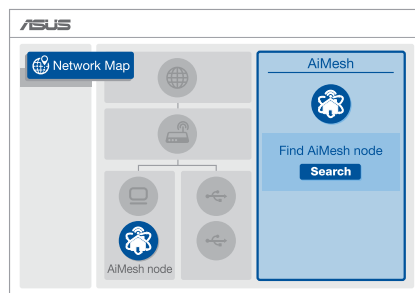 ASUS
Network Map
AiMesh
Find AiMesh node
Search
AiMesh node